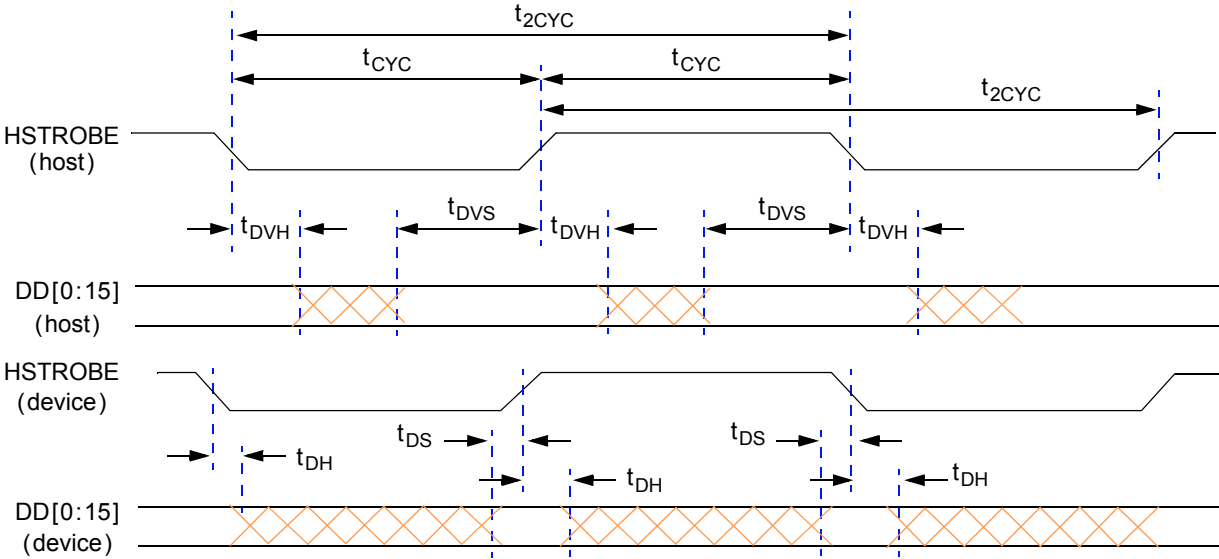 t2CYC
tCYC
tCYC
t2CYC
HSTROBE
(host)
tDVH
tDVS
tDVH
tDVS
tDVH
DD[0:15]
(host)
HSTROBE
(device)
tDS
tDS
tDH
tDH
tDH
DD[0:15]
(device)